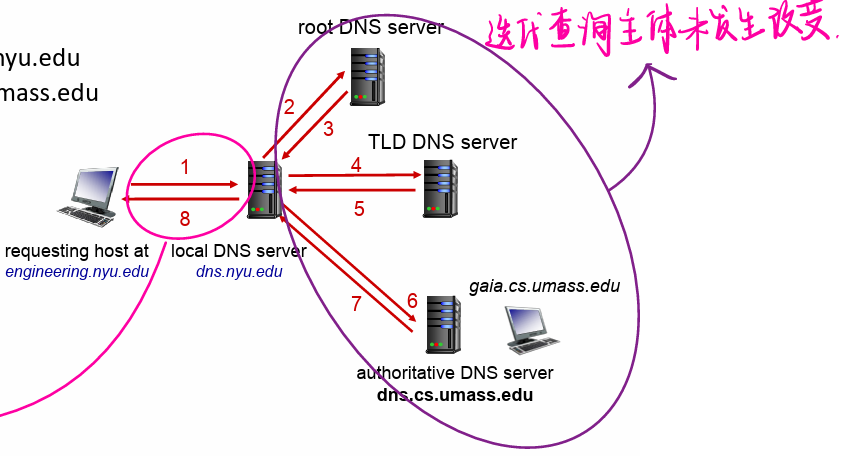 迭代查询主体未发生改变.
root DNS server
nyu.edu
umass.edu
2
3
TLD DNS server
1
4
5
8
requesting host at
engineering.nyu.edu
local DNS server
dns.nyu.edu
7
6
gaia.cs.umass.edu
authoritative DNS server
dns.cs.umass.edu